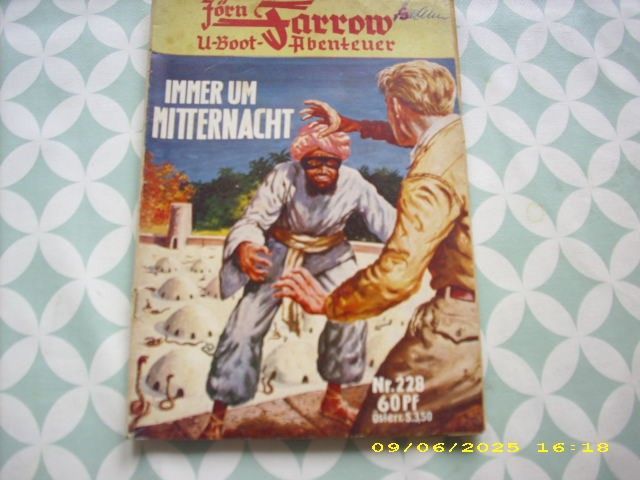 Jörn Farrow
U-Boot-Abenteuer
IMMER UM
MITTERNACHT
Nr. 228
60 Pf
Österr. S 3,50
09/06/2025 16:18